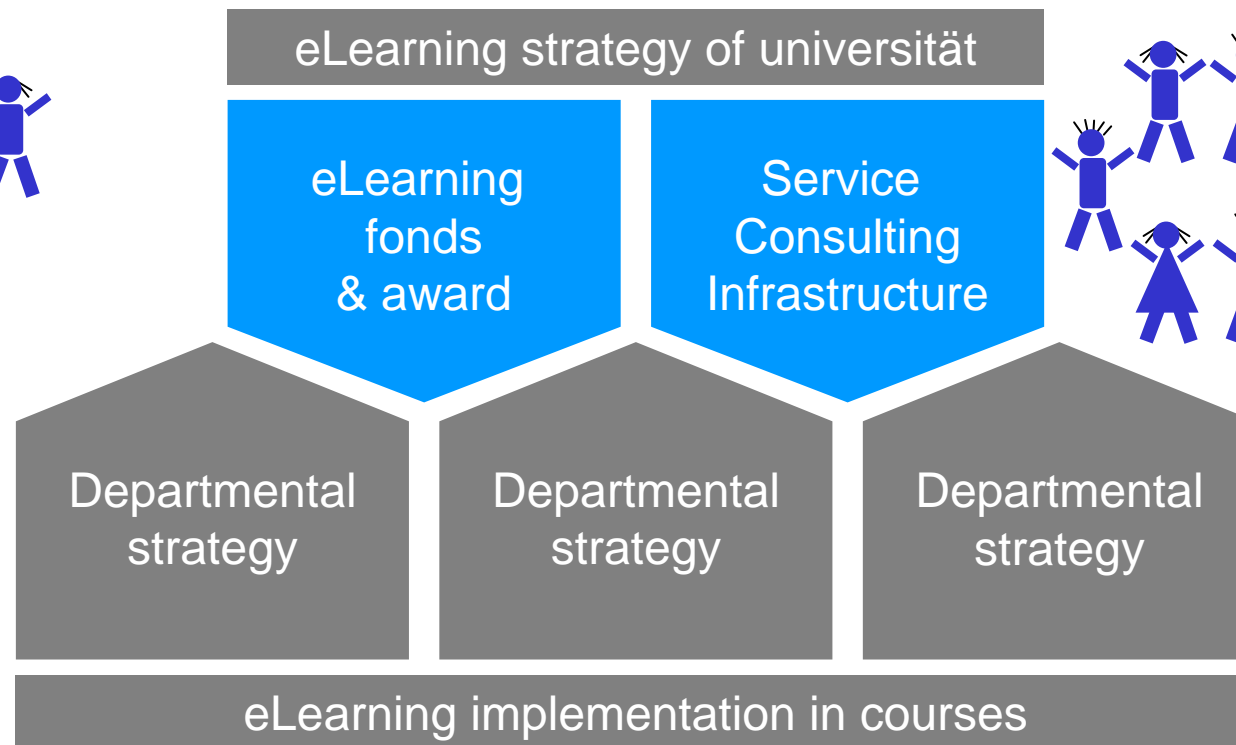 eLearning strategy of universität
eLearning
fonds
& award
Service
Consulting
Infrastructure
Departmental
strategy
Departmental
strategy
Departmental
strategy
eLearning implementation in courses